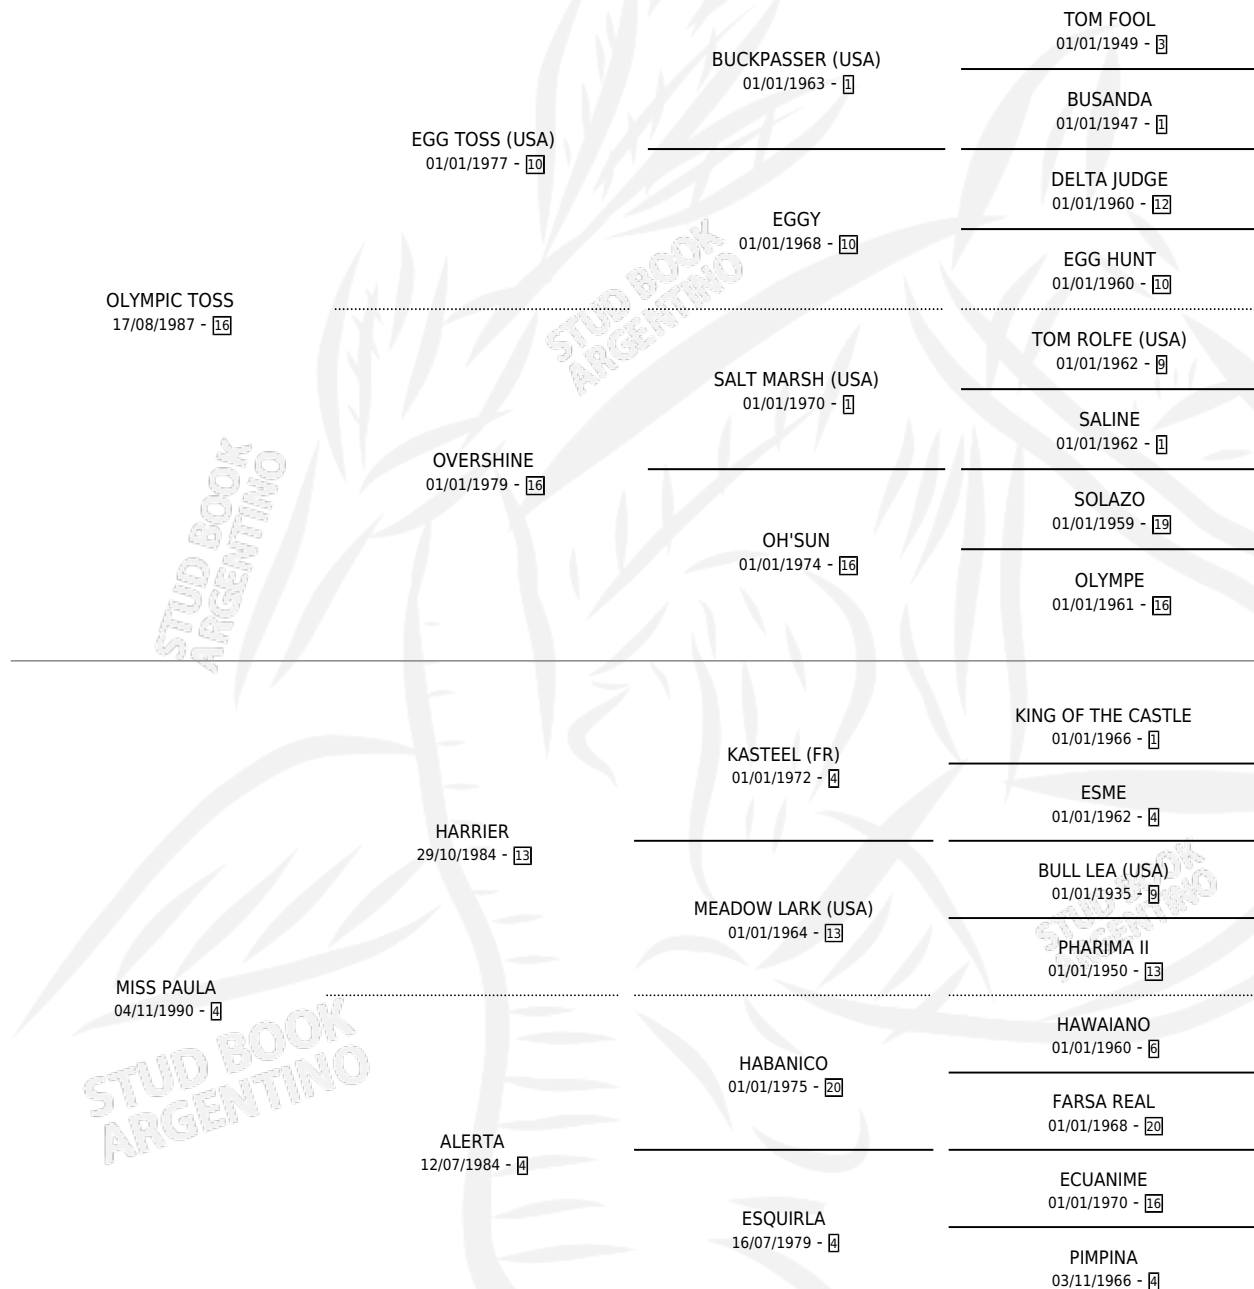 TOM FOOL
01/01/1949 - 3
BUCKPASSER (USA)
01/01/1963 - 1
BUSANDA
01/01/1947 - 1
EGG TOSS (USA)
01/01/1977 - 10
DELTA JUDGE
01/01/1960 - 12
EGGY
01/01/1968 - 10
EGG HUNT
01/01/1960 - 10
STUD BOOK
ARGENTINO
OLYMPIC TOSS
17/08/1987 - 16
TOM ROLFE (USA)
01/01/1962 - 9
SALT MARSH (USA)
01/01/1970 - 1
SALINE
01/01/1962 - 1
OVERSHINE
01/01/1979 - 16
SOLAZO
01/01/1959 - 19
OH'SUN
01/01/1974 - 16
OLYMPE
01/01/1961 - 16
STUD BOOK
ARGENTINO
KING OF THE CASTLE
01/01/1966 - 1
KASTEEL (FR)
01/01/1972 - 4
ESME
01/01/1962 - 4
HARRIER
29/10/1984 - 13
BULL LEA (USA)
01/01/1935 - 9
MEADOW LARK (USA)
01/01/1964 - 13
PHARIMA II
01/01/1950 - 13
STUD BOOK
ARGENTINO
MISS PAULA
04/11/1990 - 4
HAWAIANO
01/01/1960 - 6
HABANICO
01/01/1975 - 20
FARSA REAL
01/01/1968 - 20
STUD BOOK
ARGENTINO
ALERTA
12/07/1984 - 4
ECUANIME
01/01/1970 - 16
ESQUIRLA
16/07/1979 - 4
PIMPINA
03/11/1966 - 4